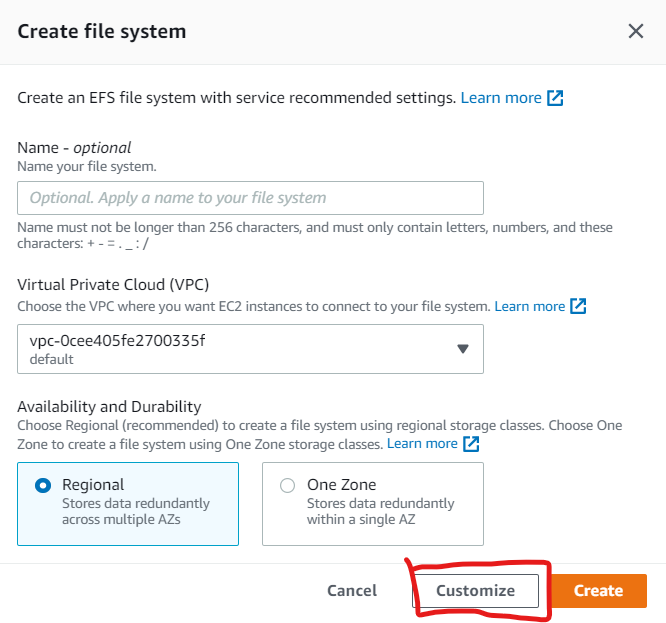 Create file system
Create an EFS file system with service recommended settings. Learn more
Name - optional
Name your file system.
Optional. Apply a name to your file system
Name must not be longer than 256 characters, and must only contain letters, numbers, and these
characters: + - = . _ : /
Virtual Private Cloud (VPC)
Choose the VPC where you want EC2 instances to connect to your file system. Learn more
vpc-0cee405fe2700335f
default
Availability and Durability
Choose Regional (recommended) to create a file system using regional storage classes. Choose One
Zone to create a file system using One Zone storage classes. Learn more
Regional
Stores data redundantly
across multiple AZs
One Zone
Stores data redundantly
within a single AZ
Cancel
Customize
Create